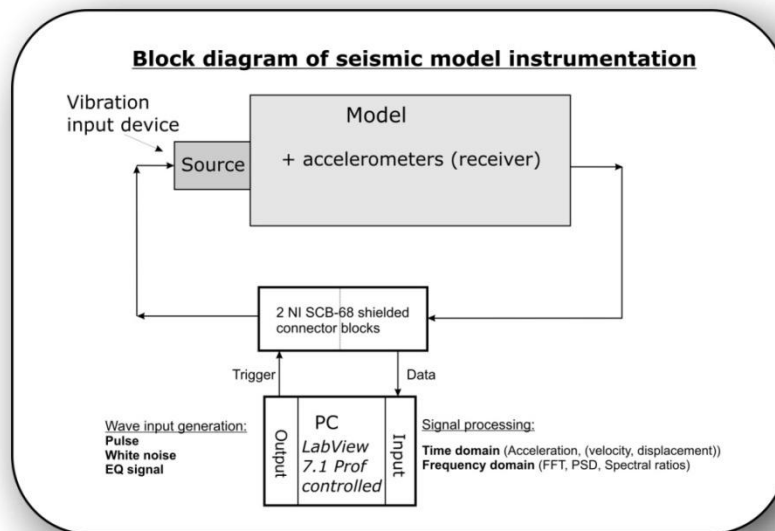 Block diagram of seismic model instrumentation
Vibration
input device
Model
Source
+ accelerometers (receiver)
2 NI SCB-68 shielded
connector blocks
Trigger
Data
Wave input generation:
Pulse
White noise
EQ signal
Output
PC
LabView
7.1 Prof
controlled
Input
Signal processing:
Time domain (Acceleration, (velocity, displacement))
Frequency domain (FFT, PSD, Spectral ratios)